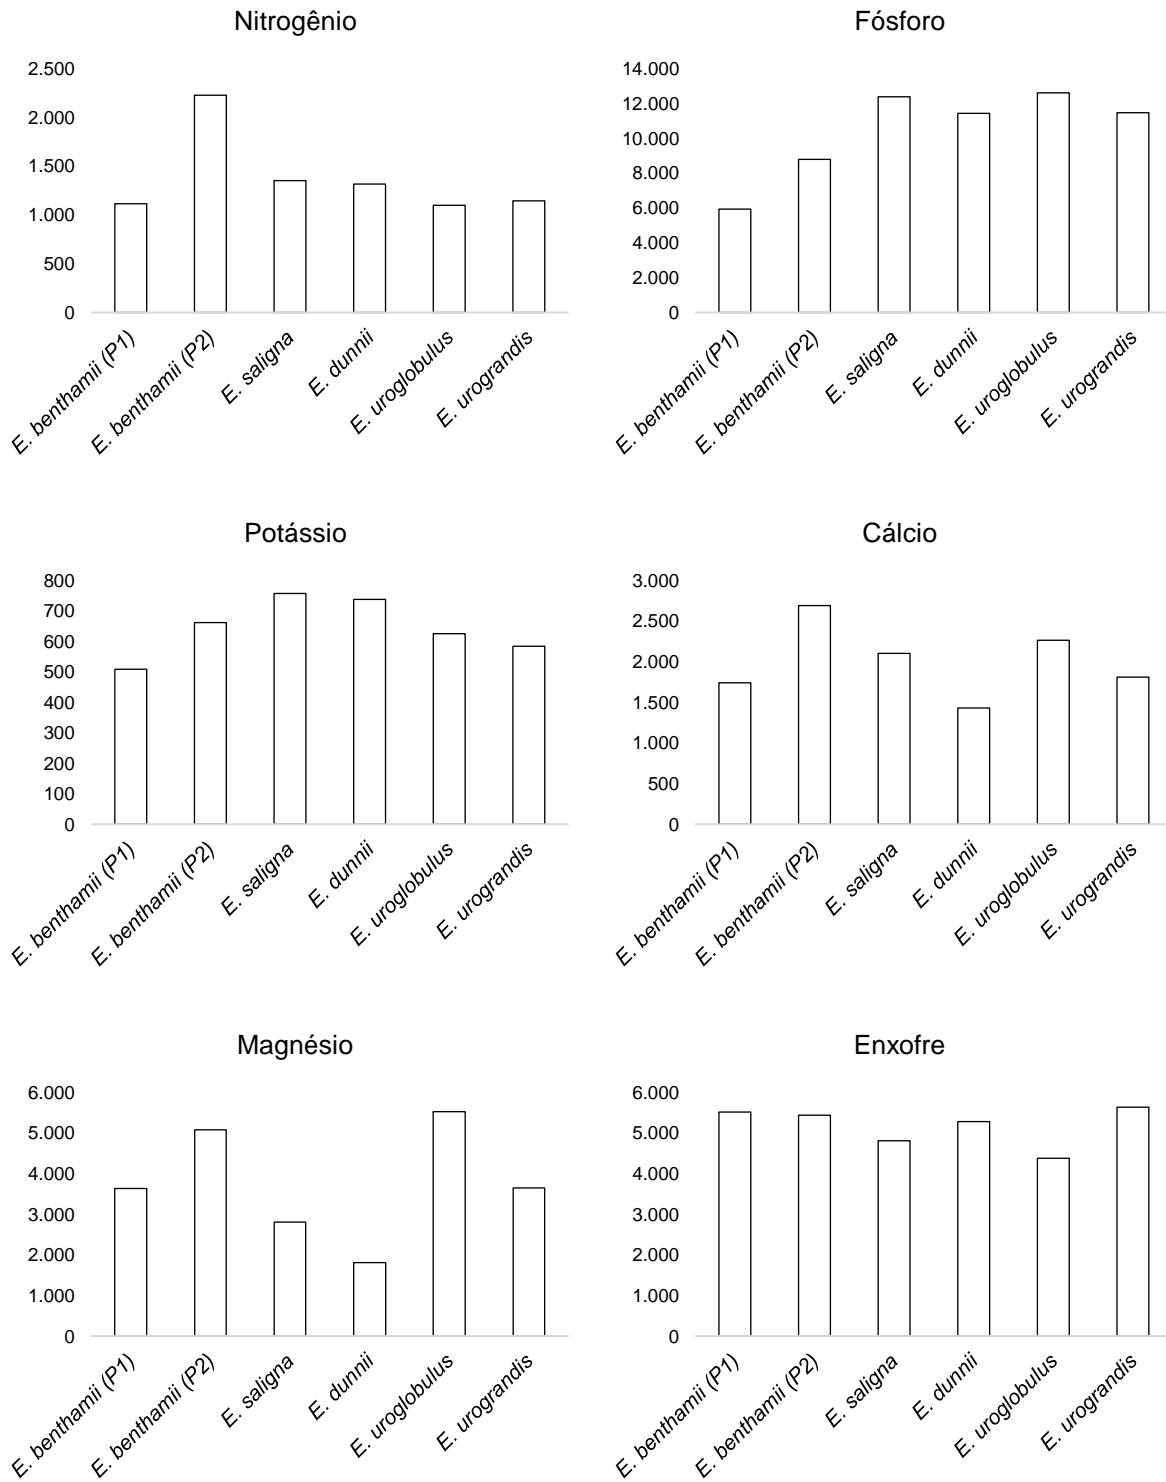 Nitrogênio
2.500
2.000
1.500
1.000
500
0
E. benthamii (P1)
E. benthamii (P2)
E. saligna
E. dunnii
E. uroglobulus
E. urograndis
Fósforo
14.000
12.000
10.000
8.000
6.000
4.000
2.000
0
E. benthamii (P1)
E. benthamii (P2)
E. saligna
E. dunnii
E. uroglobulus
E. urograndis
Potássio
800
700
600
500
400
300
200
100
0
E. benthamii (P1)
E. benthamii (P2)
E. saligna
E. dunnii
E. uroglobulus
E. urograndis
Cálcio
3.000
2.500
2.000
1.500
1.000
500
0
E. benthamii (P1)
E. benthamii (P2)
E. saligna
E. dunnii
E. uroglobulus
E. urograndis
Magnésio
6.000
5.000
4.000
3.000
2.000
1.000
0
E. benthamii (P1)
E. benthamii (P2)
E. saligna
E. dunnii
E. uroglobulus
E. urograndis
Enxofre
6.000
5.000
4.000
3.000
2.000
1.000
0
E. benthamii (P1)
E. benthamii (P2)
E. saligna
E. dunnii
E. uroglobulus
E. urograndis